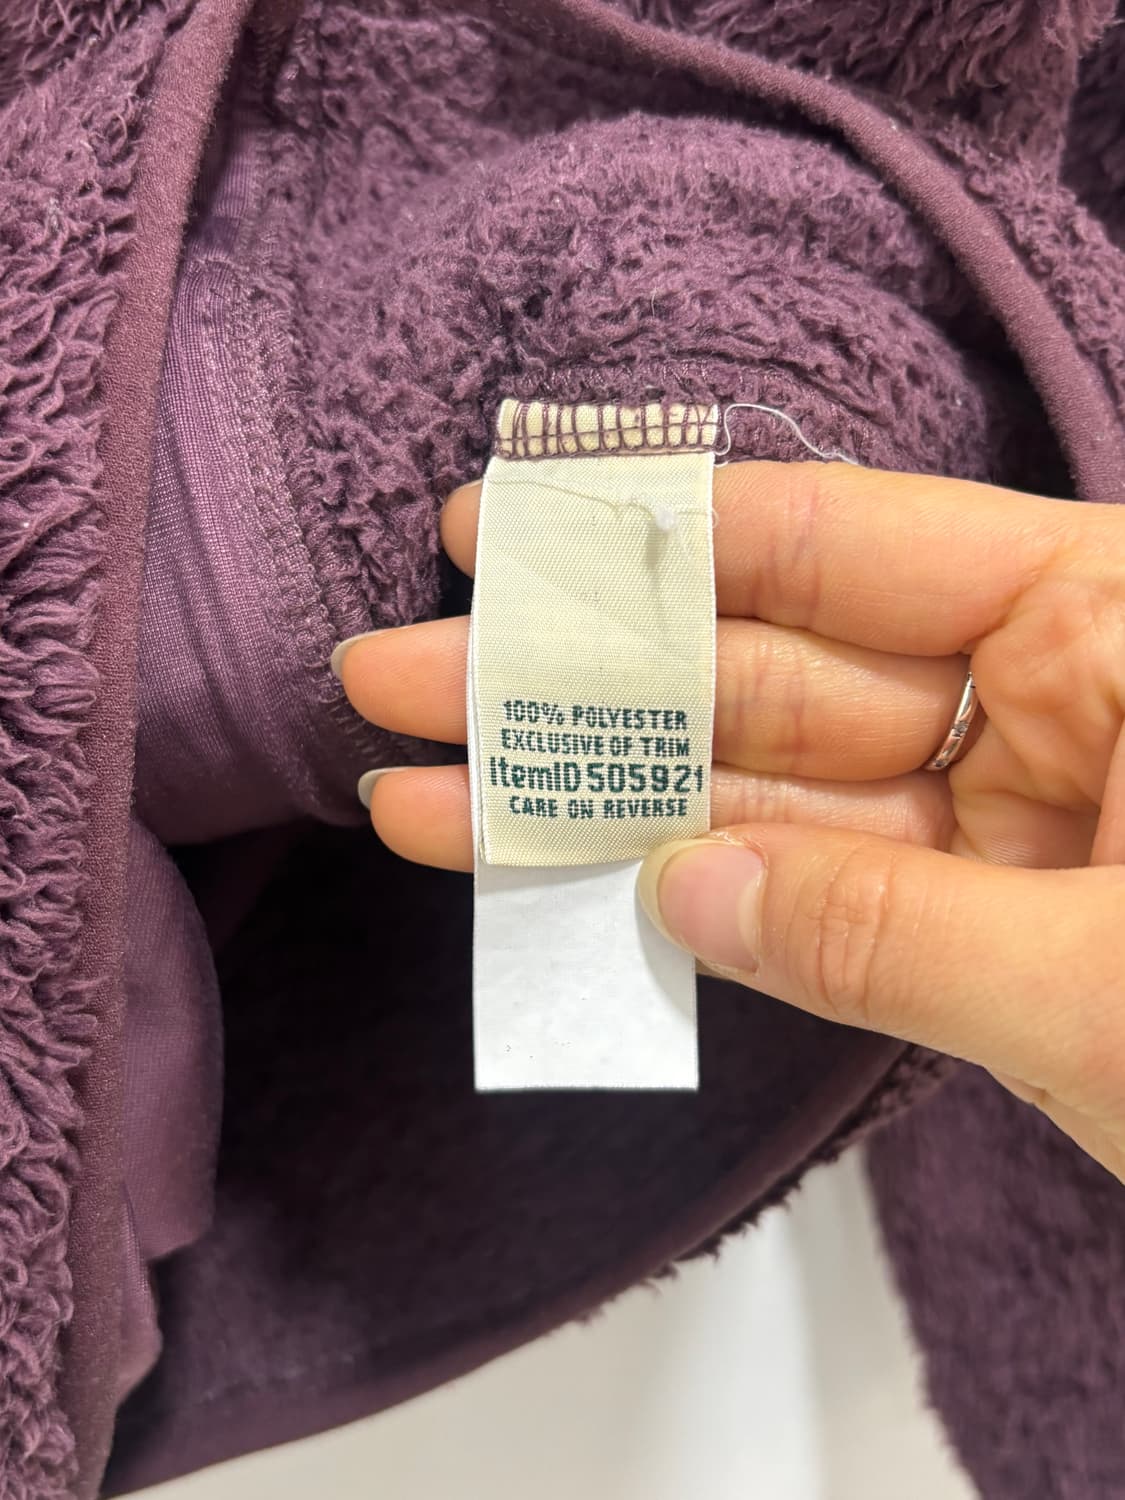 100% POLYESTER
EXCLUSIVE OF TRIM
ItemID 505921
CARE ON REVERSE